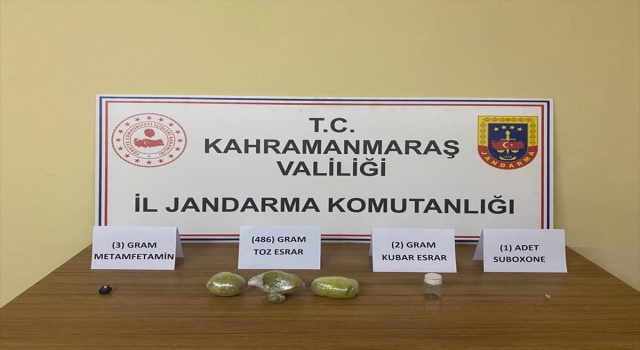 T.C.
KAHRAMANMARAŞ
VALİLİĞİ
İL JANDARMA KOMUTANLIĞI
JANDARMA
(3) GRAM
METAMFETAMİN
(486) GRAM
TOZ ESRAR
(2) GRAM
KUBAR ESRAR
(1) ADET
SUBOXONE